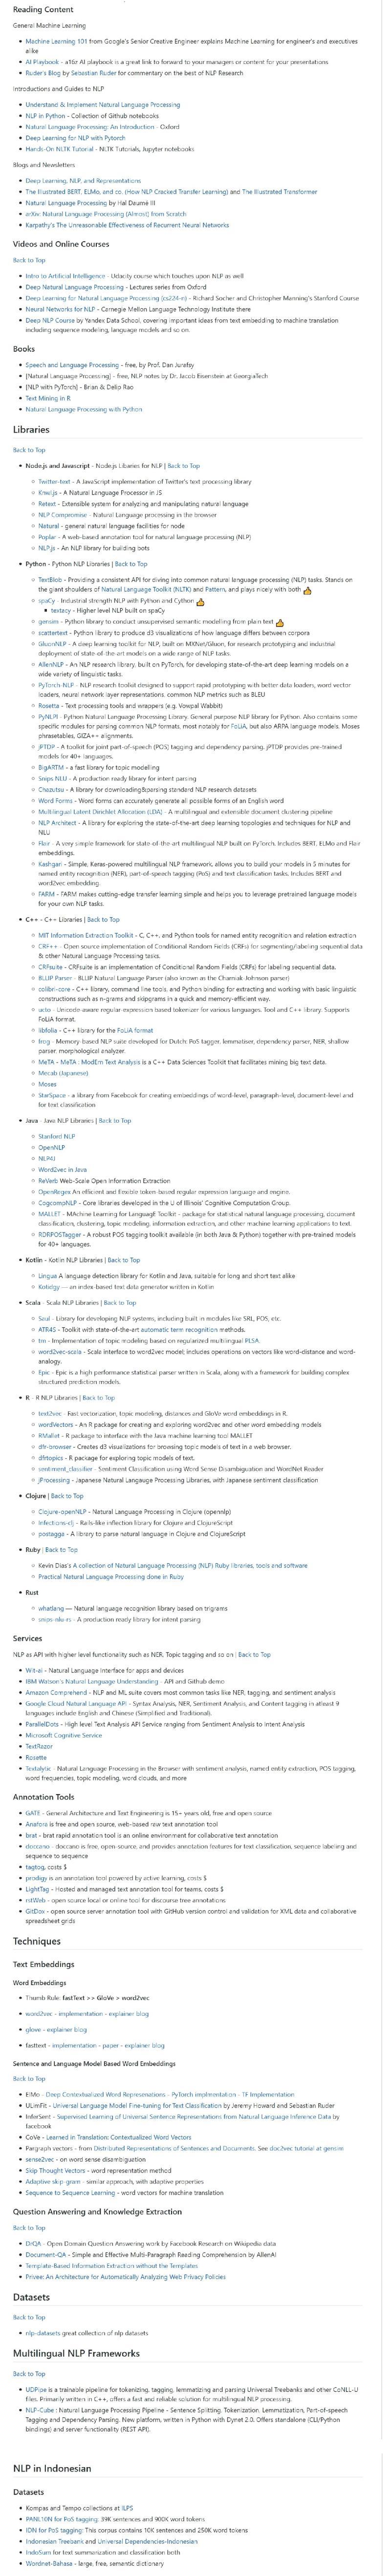 Reading Content
General Machine Learning
Machine Learning 101 from Google's Senior Creative Engineer explains Machine Learning for engineer's and executives
alike
AI Playbook - a16z AI playbook is a great link to forward to your managers or content for your presentations
Ruder's Blog by Sebastian Ruder for commentary on the best of NLP Research
Introductions and Guides to NLP
Understand & Implement Natural Language Processing
NLP in Python - Collection of Github notebooks
Natural Language Processing: An Introduction - Oxford
Deep Learning for NLP with Pytorch
Hands-On NLTK Tutorial - NLTK Tutorials, Jupyter notebooks
Blogs and Newsletters
Deep Learning, NLP, and Representations
The Illustrated BERT, ELMo, and co. (How NLP Cracked Transfer Learning) and The Illustrated Transformer
Natural Language Processing by Hal Daumé III
arXiv: Natural Language Processing (Almost) from Scratch
Karpathy's The Unreasonable Effectiveness of Recurrent Neural Networks
Videos and Online Courses
Back to Top
Intro to Artificial Intelligence - Udacity course which touches upon NLP as well
Deep Natural Language Processing - Lectures series from Oxford
Deep Learning for Natural Language Processing (cs224-n) - Richard Socher and Christopher Manning's Stanford Course
Neural Networks for NLP - Carnegie Mellon Language Technology Institute there
Deep NLP Course by Yandex Data School, covering important ideas from text embedding to machine translation
including sequence modeling, language models and so on.
Books
Speech and Language Processing - free, by Prof. Dan Jurafsy
[Natural Language Processing] - free, NLP notes by Dr. Jacob Eisenstein at GeorgiaTech
[NLP with PyTorch] - Brian & Delip Rao
Text Mining in R
Natural Language Processing with Python
Libraries
Back to Top
Node.js and Javascript - Node.js Libaries for NLP | Back to Top
Twitter-text - A JavaScript implementation of Twitter's text processing library
Knwl.js - A Natural Language Processor in JS
Retext - Extensible system for analyzing and manipulating natural language
NLP Compromise - Natural Language processing in the browser
Natural - general natural language facilities for node
Poplar - A web-based annotation tool for natural language processing (NLP)
NLP.js - An NLP library for building bots
Python - Python NLP Libraries | Back to Top
TextBlob - Providing a consistent API for diving into common natural language processing (NLP) tasks. Stands on
the giant shoulders of Natural Language Toolkit (NLTK) and Pattern, and plays nicely with both 👍
spaCy - Industrial strength NLP with Python and Cython 👍
textacy - Higher level NLP built on spaCy
gensim - Python library to conduct unsupervised semantic modelling from plain text 👍
scattertext - Python library to produce d3 visualizations of how language differs between corpora
GluonNLP - A deep learning toolkit for NLP, built on MXNet/Gluon, for research prototyping and industrial
deployment of state-of-the-art models on a wide range of NLP tasks.
AllenNLP - An NLP research library, built on PyTorch, for developing state-of-the-art deep learning models on a
wide variety of linguistic tasks.
PyTorch-NLP - NLP research toolkit designed to support rapid prototyping with better data loaders, word vector
loaders, neural network layer representations, common NLP metrics such as BLEU
Rosetta - Text processing tools and wrappers (e.g. Vowpal Wabbit)
PyNLPl - Python Natural Language Processing Library. General purpose NLP library for Python. Also contains some
specific modules for parsing common NLP formats, most notably for FoLiA, but also ARPA language models, Moses
phrasetables, GIZA++ alignments.
jPTDP - A toolkit for joint part-of-speech (POS) tagging and dependency parsing. jPTDP provides pre-trained
models for 40+ languages.
BigARTM - a fast library for topic modelling
Snips NLU - A production ready library for intent parsing
Chazutsu - A library for downloading&parsing standard NLP research datasets
Word Forms - Word forms can accurately generate all possible forms of an English word
Multilingual Latent Dirichlet Allocation (LDA) - A multilingual and extensible document clustering pipeline
NLP Architect - A library for exploring the state-of-the-art deep learning topologies and techniques for NLP and
NLU
Flair - A very simple framework for state-of-the-art multilingual NLP built on PyTorch. Includes BERT, ELMo and Flair
embeddings.
Kashgari - Simple, Keras-powered multilingual NLP framework, allows you to build your models in 5 minutes for
named entity recognition (NER), part-of-speech tagging (PoS) and text classification tasks. Includes BERT and
word2vec embedding.
FARM - FARM makes cutting-edge transfer learning simple and helps you to leverage pretrained language models
for your own NLP tasks.
C++ - C++ Libraries | Back to Top
MIT Information Extraction Toolkit - C, C++, and Python tools for named entity recognition and relation extraction
CRF++ - Open source implementation of Conditional Random Fields (CRFs) for segmenting/labeling sequential data
& other Natural Language Processing tasks.
CRFsuite - CRFsuite is an implementation of Conditional Random Fields (CRFs) for labeling sequential data.
BLLIP Parser - BLLIP Natural Language Parser (also known as the Charniak-Johnson parser)
colibri-core - C++ library, command line tools, and Python binding for extracting and working with basic linguistic
constructions such as n-grams and skipgrams in a quick and memory-efficient way.
ucto - Unicode-aware regular-expression based tokenizer for various languages. Tool and C++ library. Supports
FoLiA format.
libfolia - C++ library for the FoLiA format
frog - Memory-based NLP suite developed for Dutch: PoS tagger, lemmatiser, dependency parser, NER, shallow
parser, morphological analyzer.
MeTA - MeTA : ModErn Text Analysis is a C++ Data Sciences Toolkit that facilitates mining big text data.
Mecab (Japanese)
Moses
StarSpace - a library from Facebook for creating embeddings of word-level, paragraph-level, document-level and
for text classification
Java - Java NLP Libraries | Back to Top
Stanford NLP
OpenNLP
NLP4J
Word2vec in Java
ReVerb Web-Scale Open Information Extraction
OpenRegex An efficient and flexible token-based regular expression language and engine.
CogcompNLP - Core libraries developed in the U of Illinois' Cognitive Computation Group.
MALLET - MAchine Learning for LanguagE Toolkit - package for statistical natural language processing, document
classification, clustering, topic modeling, information extraction, and other machine learning applications to text.
RDRPOSTagger - A robust POS tagging toolkit available (in both Java & Python) together with pre-trained models
for 40+ languages.
Kotlin - Kotlin NLP Libraries | Back to Top
Lingua A language detection library for Kotlin and Java, suitable for long and short text alike
Kotidgy — an index-based text data generator written in Kotlin
Scala - Scala NLP Libraries | Back to Top
Saul - Library for developing NLP systems, including built in modules like SRL, POS, etc.
ATR4S - Toolkit with state-of-the-art automatic term recognition methods.
tm - Implementation of topic modeling based on regularized multilingual PLSA.
word2vec-scala - Scala interface to word2vec model; includes operations on vectors like word-distance and word-
analogy.
Epic - Epic is a high performance statistical parser written in Scala, along with a framework for building complex
structured prediction models.
R - R NLP Libraries | Back to Top
text2vec - Fast vectorization, topic modeling, distances and GloVe word embeddings in R.
wordVectors - An R package for creating and exploring word2vec and other word embedding models
RMallet - R package to interface with the Java machine learning tool MALLET
dfr-browser - Creates d3 visualizations for browsing topic models of text in a web browser.
dfrtopics - R package for exploring topic models of text.
sentiment_classifier - Sentiment Classification using Word Sense Disambiguation and WordNet Reader
jProcessing - Japanese Natural Langauge Processing Libraries, with Japanese sentiment classification
Clojure | Back to Top
Clojure-openNLP - Natural Language Processing in Clojure (opennlp)
Infections-clj - Rails-like inflection library for Clojure and ClojureScript
postagga - A library to parse natural language in Clojure and ClojureScript
Ruby | Back to Top
Kevin Dias's A collection of Natural Language Processing (NLP) Ruby libraries, tools and software
Practical Natural Language Processing done in Ruby
Rust
whatlang — Natural language recognition library based on trigrams
snips-nlu-rs - A production ready library for intent parsing
Services
NLP as API with higher level functionality such as NER, Topic tagging and so on | Back to Top
Wit-ai - Natural Language Interface for apps and devices
IBM Watson's Natural Language Understanding - API and Github demo
Amazon Comprehend - NLP and ML suite covers most common tasks like NER, tagging, and sentiment analysis
Google Cloud Natural Language API - Syntax Analysis, NER, Sentiment Analysis, and Content tagging in atleast 9
languages include English and Chinese (Simplified and Traditional).
ParallelDots - High level Text Analysis API Service ranging from Sentiment Analysis to Intent Analysis
Microsoft Cognitive Service
TextRazor
Rosette
Textalytic - Natural Language Processing in the Browser with sentiment analysis, named entity extraction, POS tagging,
word frequencies, topic modeling, word clouds, and more
Annotation Tools
GATE - General Architecture and Text Engineering is 15+ years old, free and open source
Anafora is free and open source, web-based raw text annotation tool
brat - brat rapid annotation tool is an online environment for collaborative text annotation
doccano - doccano is free, open-source, and provides annotation features for text classification, sequence labeling and
sequence to sequence
tagtog, costs $
prodigy is an annotation tool powered by active learning, costs $
LightTag - Hosted and managed text annotation tool for teams, costs $
rstWeb - open source local or online tool for discourse tree annotations
GitDox - open source server annotation tool with GitHub version control and validation for XML data and collaborative
spreadsheet grids
Techniques
Text Embeddings
Word Embeddings
Thumb Rule: fastText >> GloVe > word2vec
word2vec - implementation - explainer blog
glove - explainer blog
fasttext - implementation - paper - explainer blog
Sentence and Language Model Based Word Embeddings
Back to Top
ElMo - Deep Contextualized Word Representations - PyTorch implmentation - TF Implementation
ULimFit - Universal Language Model Fine-tuning for Text Classification by Jeremy Howard and Sebastian Ruder
InferSent - Supervised Learning of Universal Sentence Representations from Natural Language Inference Data by
facebook
CoVe - Learned in Translation: Contextualized Word Vectors
Pargraph vectors - from Distributed Representations of Sentences and Documents. See doc2vec tutorial at gensim
sense2vec - on word sense disambiguation
Skip Thought Vectors - word representation method
Adaptive skip-gram - similar approach, with adaptive properties
Sequence to Sequence Learning - word vectors for machine translation
Question Answering and Knowledge Extraction
Back to Top
DrQA - Open Domain Question Answering work by Facebook Research on Wikipedia data
Document-QA - Simple and Effective Multi-Paragraph Reading Comprehension by AllenAI
Template-Based Information Extraction without the Templates
Privee: An Architecture for Automatically Analyzing Web Privacy Policies
Datasets
Back to Top
nlp-datasets great collection of nlp datasets
Multilingual NLP Frameworks
Back to Top
UDPipe is a trainable pipeline for tokenizing, tagging, lemmatizing and parsing Universal Treebanks and other CoNLL-U
files. Primarily written in C++, offers a fast and reliable solution for multilingual NLP processing.
NLP-Cube : Natural Language Processing Pipeline - Sentence Splitting, Tokenization, Lemmatization, Part-of-speech
Tagging and Dependency Parsing. New platform, written in Python with Dynet 2.0. Offers standalone (CLI/Python
bindings) and server functionality (REST API).
NLP in Indonesian
Datasets
Kompas and Tempo collections at ILPS
PANL10N for PoS tagging: 39K sentences and 900K word tokens
IDN for PoS tagging: This corpus contains 10K sentences and 250K word tokens
Indonesian Treebank and Universal Dependencies-Indonesian
IndoSum for text summarization and classification both
Wordnet-Bahasa - large, free, semantic dictionary